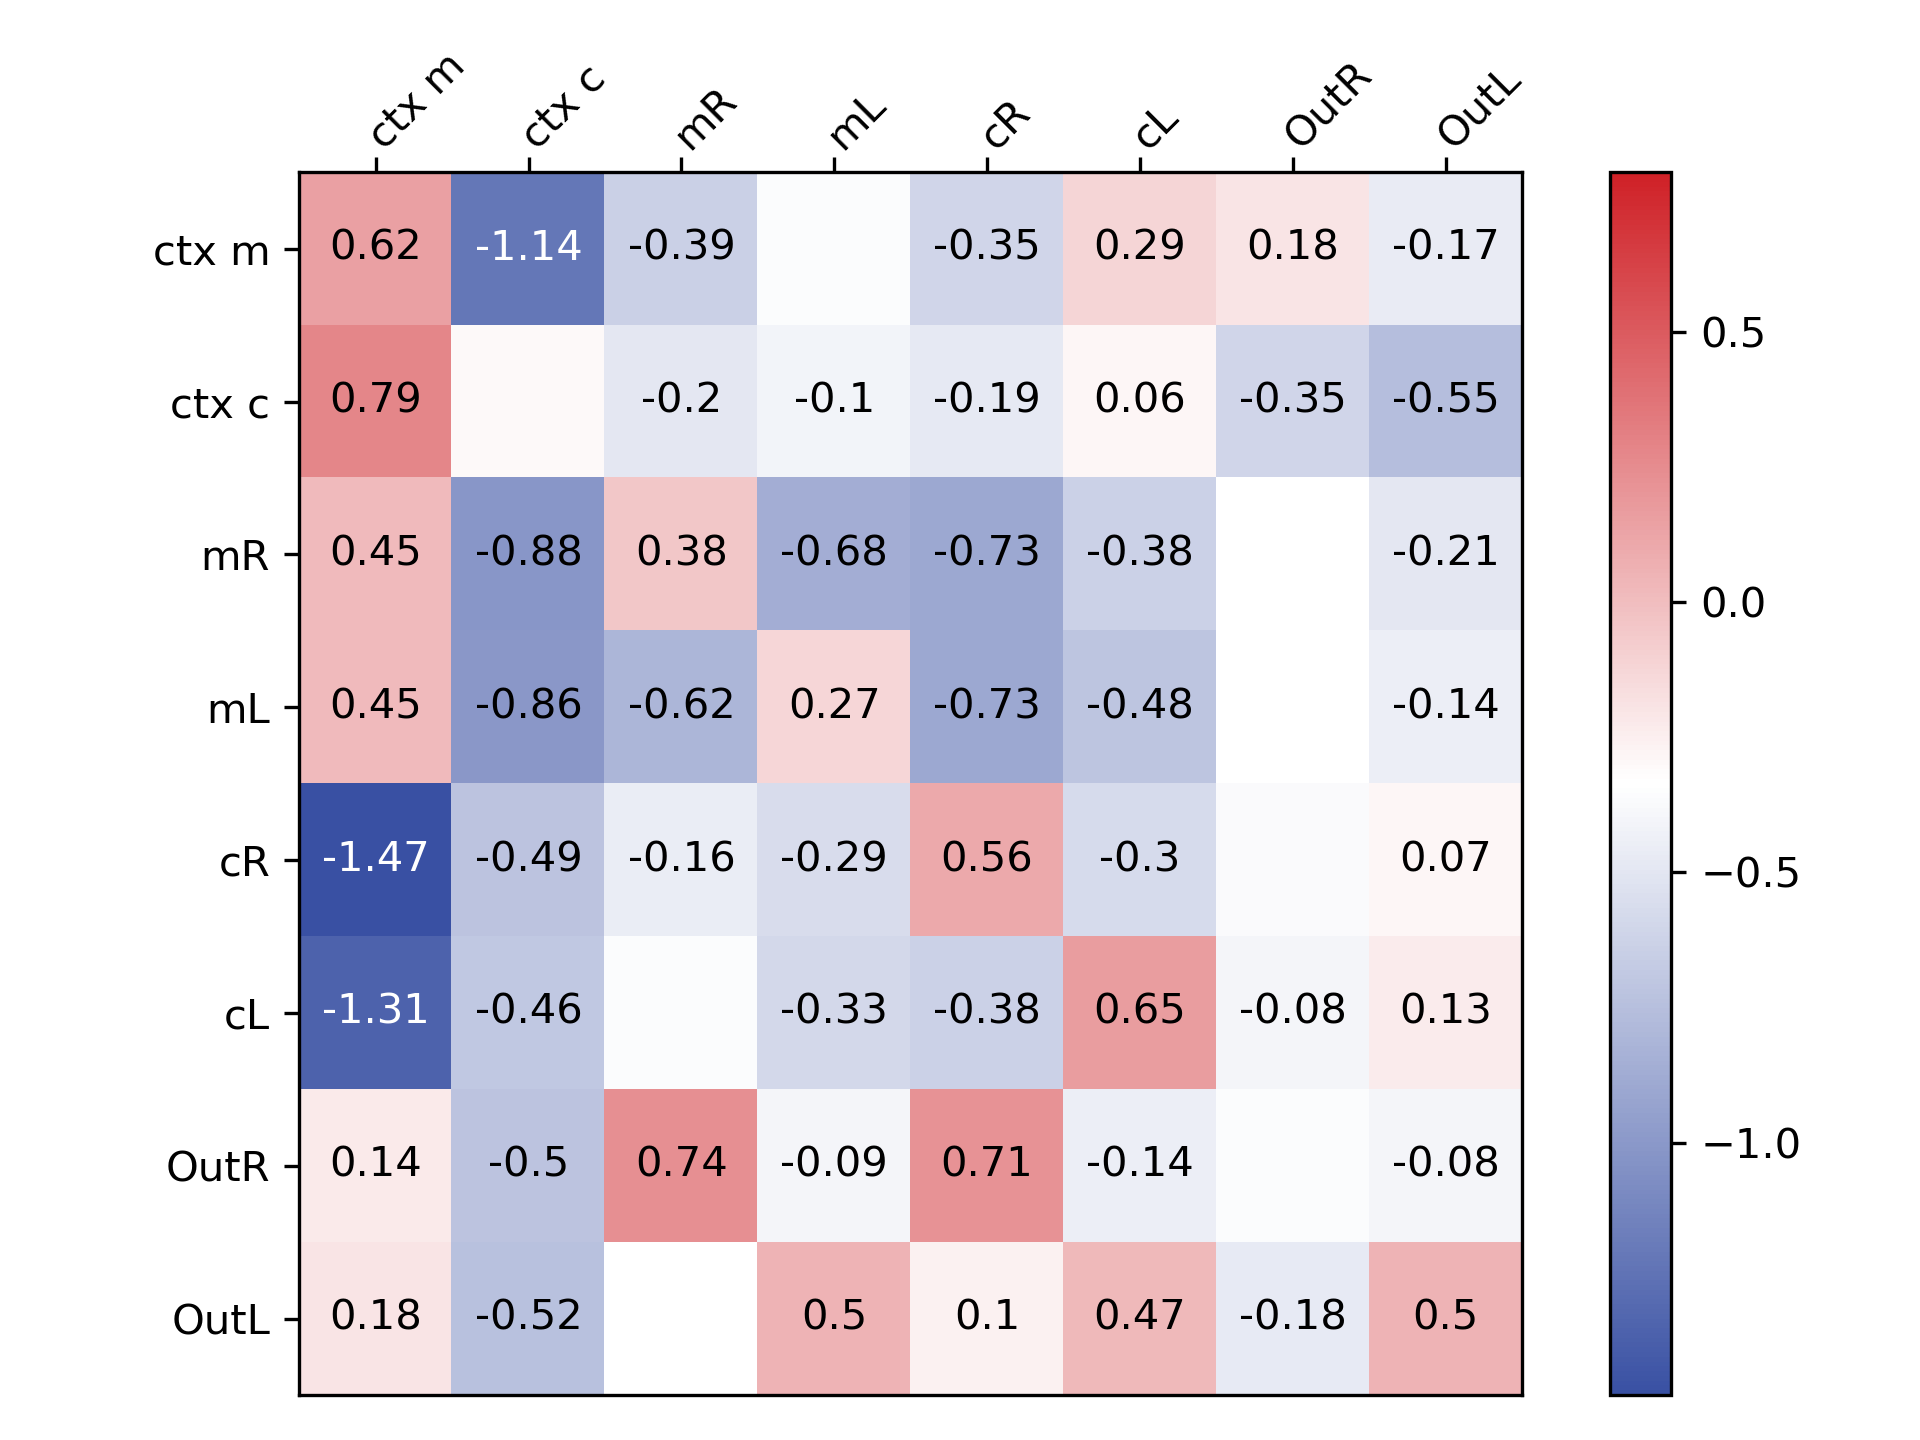 ctx m ctx c mR mL cR cL OutR OutL
ctx m 0.62 -1.14 -0.39 -0.35 0.29 0.18 -0.17
ctx c 0.79 -0.2 -0.1 -0.19 0.06 -0.35 -0.55
mR 0.45 -0.88 0.38 -0.68 -0.73 -0.38 -0.21
mL 0.45 -0.86 -0.62 0.27 -0.73 -0.48 -0.14
cR -1.47 -0.49 -0.16 -0.29 0.56 -0.3 0.07
cL -1.31 -0.46 -0.33 -0.38 0.65 -0.08 0.13
OutR 0.14 -0.5 0.74 -0.09 0.71 -0.14 -0.08
OutL 0.18 -0.52 0.5 0.1 0.47 -0.18 0.5
0.5
0.0
−0.5
−1.0